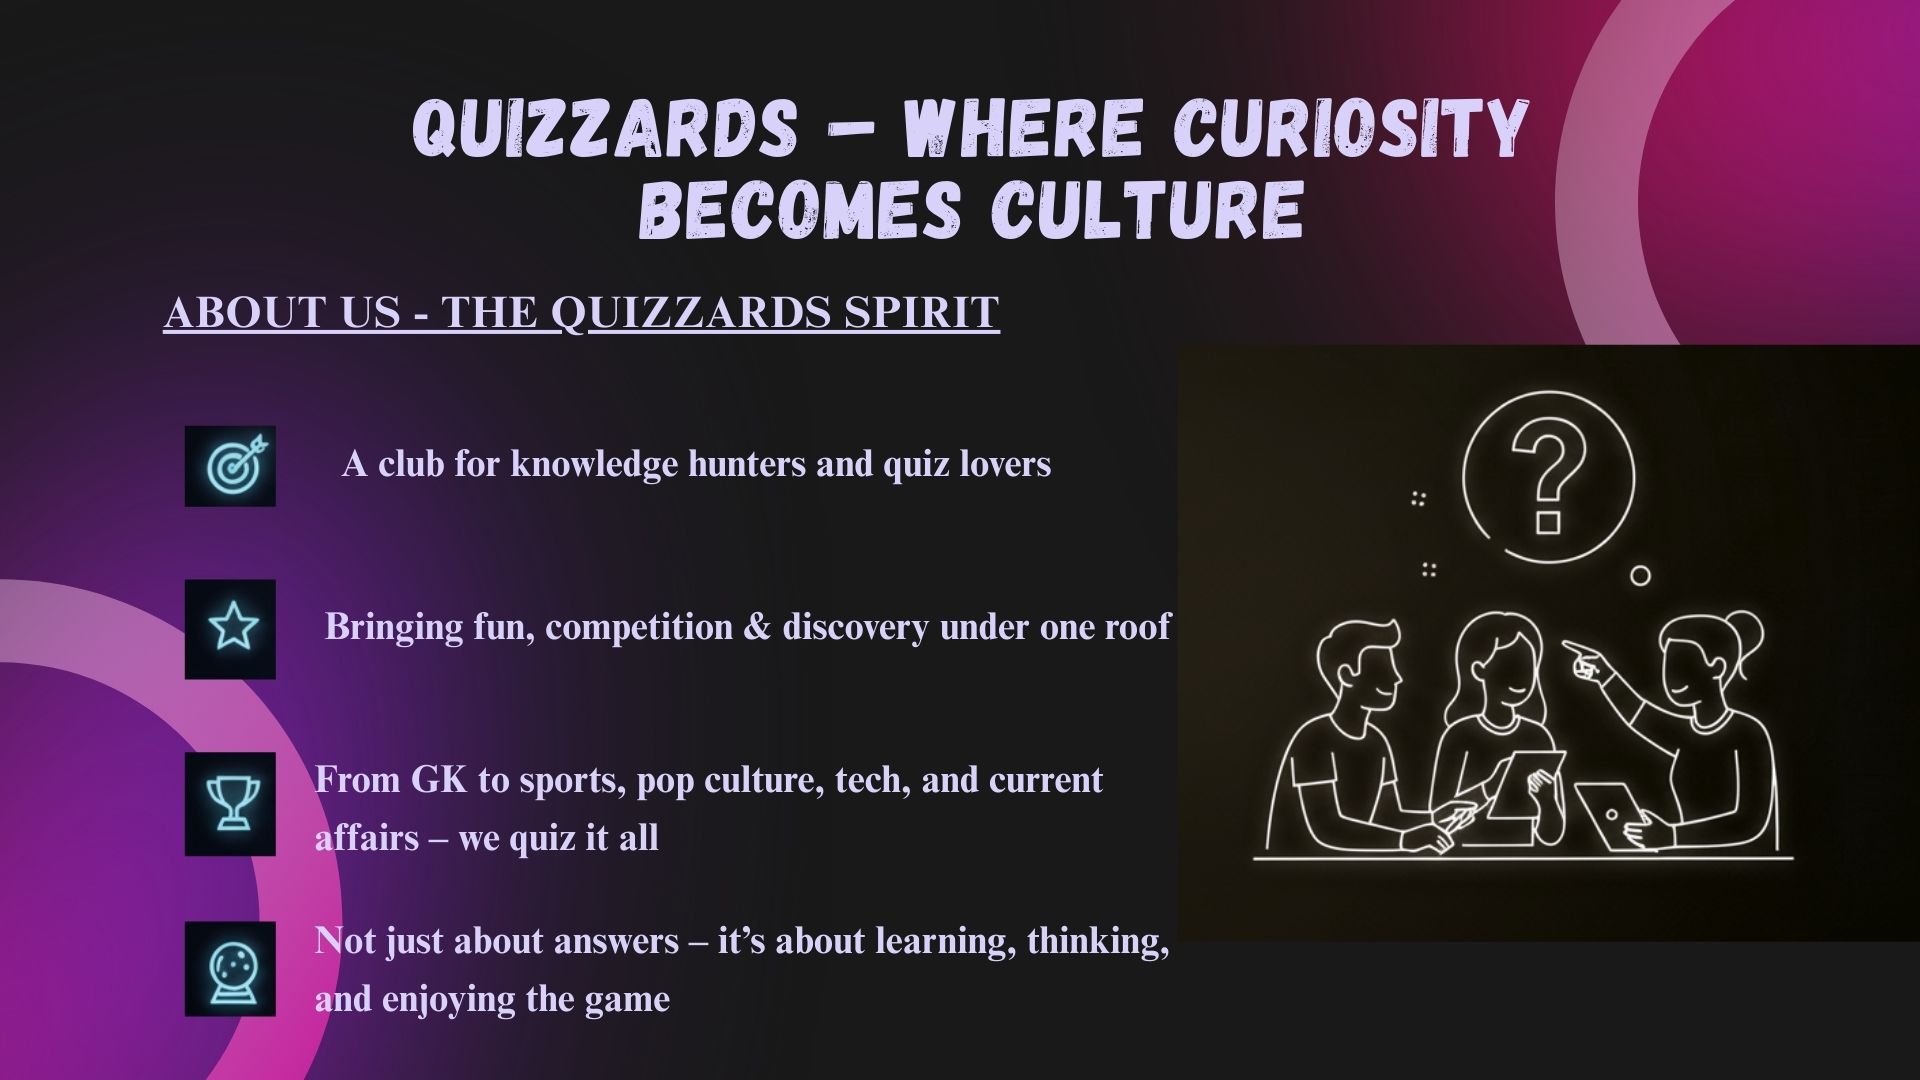 QUIZZARDS – WHERE CURIOSITY
BECOMES CULTURE
ABOUT US - THE QUIZZARDS SPIRIT
A club for knowledge hunters and quiz lovers
Bringing fun, competition & discovery under one roof
From GK to sports, pop culture, tech, and current
affairs – we quiz it all
Not just about answers – it’s about learning, thinking,
and enjoying the game
?